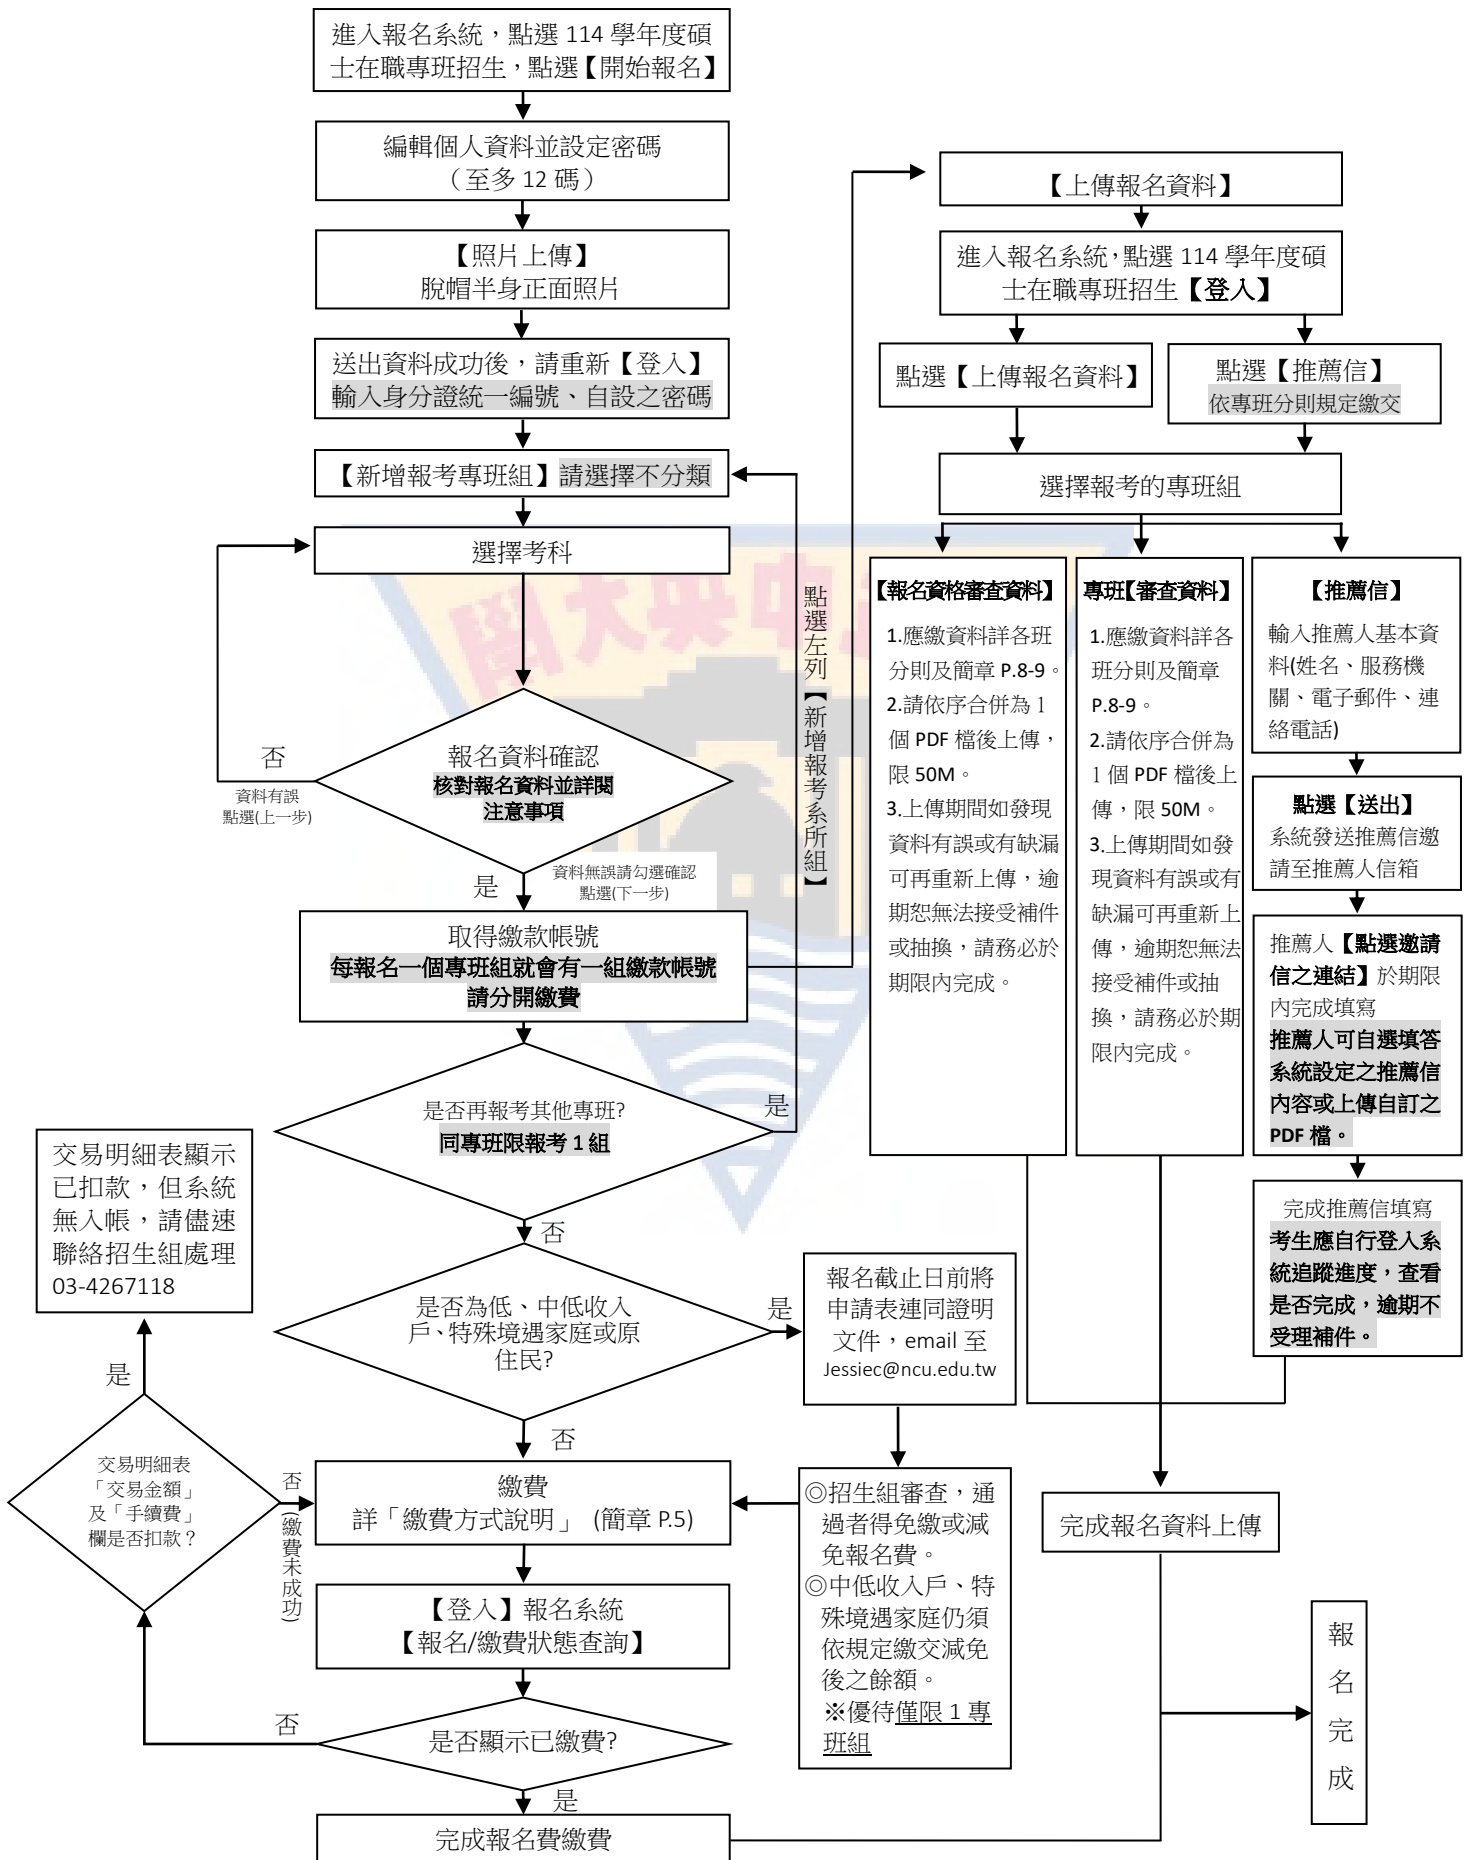 進入報名系統，點選 114 學年度碩
士在職專班招生，點選【開始報名】
編輯個人資料並設定密碼
（至多 12 碼）
【照片上傳】
脫帽半身正面照片
送出資料成功後，請重新【登入】
輸入身分證統一編號、自設之密碼
【新增報考專班組】請選擇不分類
選擇考科
報名資料確認
核對報名資料並詳閱
注意事項
否
資料有誤
點選(上一步)
是
資料無誤請勾選確認
點選(下一步)
取得繳款帳號
每報名一個專班組就會有一組繳款帳號
請分開繳費
點選左列【新增報考系所組】
是否再報考其他專班?
同專班限報考 1 組
是
否
是否為低、中低收入
戶、特殊境遇家庭或原
住民?
是
否
報名截止日前將
申請表連同證明
文件，email 至
Jessiec@ncu.edu.tw
◎招生組審查，通
過者得免繳或減
免報名費。
◎中低收入戶、特
殊境遇家庭仍須
依規定繳交減免
後之餘額。
※優待僅限 1 專
班組
繳費
詳「繳費方式說明」 (簡章 P.5)
【登入】報名系統
【報名/繳費狀態查詢】
是否顯示已繳費?
否
是
完成報名費繳費
交易明細表
「交易金額」
及「手續費」
欄是否扣款？
否
(繳費未成功)
是
交易明細表顯示
已扣款，但系統
無入帳，請儘速
聯絡招生組處理
03-4267118
【上傳報名資料】
進入報名系統，點選 114 學年度碩
士在職專班招生【登入】
點選【上傳報名資料】
點選【推薦信】
依專班分則規定繳交
選擇報考的專班組
【報名資格審查資料】
1.應繳資料詳各班
分則及簡章 P.8-9。
2.請依序合併為 1
個 PDF 檔後上傳，
限 50M。
3.上傳期間如發現
資料有誤或有缺漏
可再重新上傳，逾
期恕無法接受補件
或抽換，請務必於
期限內完成。
專班【審查資料】
1.應繳資料詳各
班分則及簡章
P.8-9。
2.請依序合併為
1 個 PDF 檔後上
傳，限 50M。
3.上傳期間如發
現資料有誤或有
缺漏可再重新上
傳，逾期恕無法
接受補件或抽
換，請務必於期
限內完成。
【推薦信】
輸入推薦人基本資
料(姓名、服務機
關、電子郵件、連
絡電話)
點選【送出】
系統發送推薦信邀
請至推薦人信箱
推薦人【點選邀請
信之連結】於期限
內完成填寫
推薦人可自選填答
系統設定之推薦信
內容或上傳自訂之
PDF 檔。
完成推薦信填寫
考生應自行登入系
統追蹤進度，查看
是否完成，逾期不
受理補件。
完成報名資料上傳
報名完成